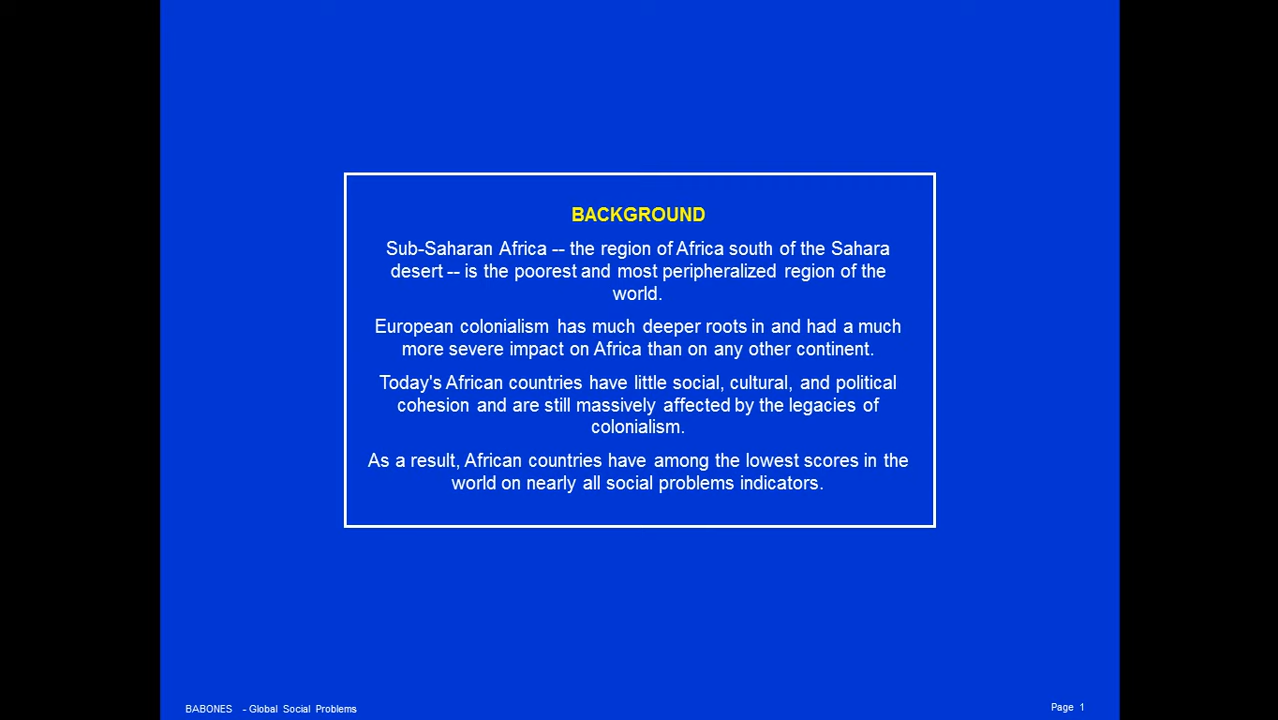 BACKGROUND
Sub-Saharan Africa -- the region of Africa south of the Sahara
desert -- is the poorest and most peripheralized region of the
world.
European colonialism has much deeper roots in and had a much
more severe impact on Africa than on any other continent.
Today's African countries have little social, cultural, and political
cohesion and are still massively affected by the legacies of
colonialism.
As a result, African countries have among the lowest scores in the
world on nearly all social problems indicators.
BABONES - Global Social Problems
Page 1